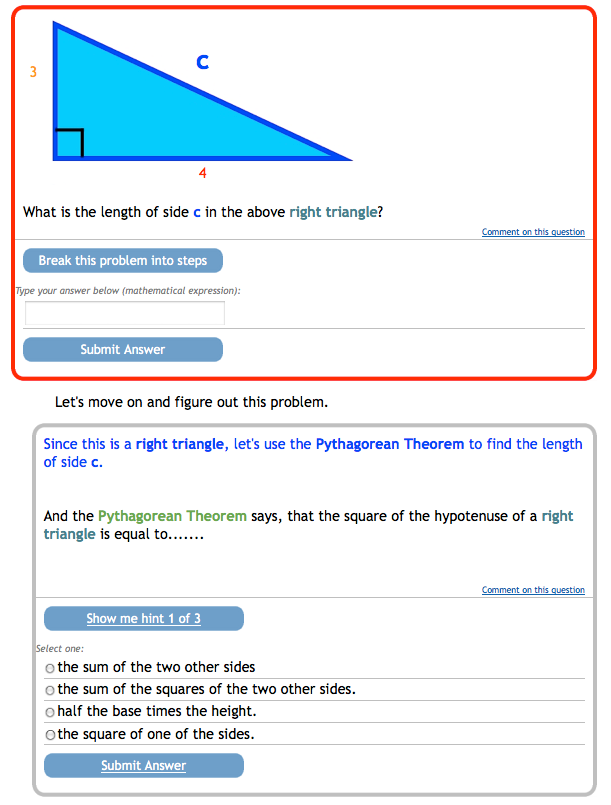 c
3
4
What is the length of side c in the above right triangle?
Comment on this question
Break this problem into steps
Type your answer below (mathematical expression):
Submit Answer
Let's move on and figure out this problem.
Since this is a right triangle, let's use the Pythagorean Theorem to find the length
of side c.
And the Pythagorean Theorem says, that the square of the hypotenuse of a right
triangle is equal to.......
Comment on this question
Show me hint 1 of 3
Select one:
the sum of the two other sides
the sum of the squares of the two other sides.
half the base times the height.
the square of one of the sides.
Submit Answer